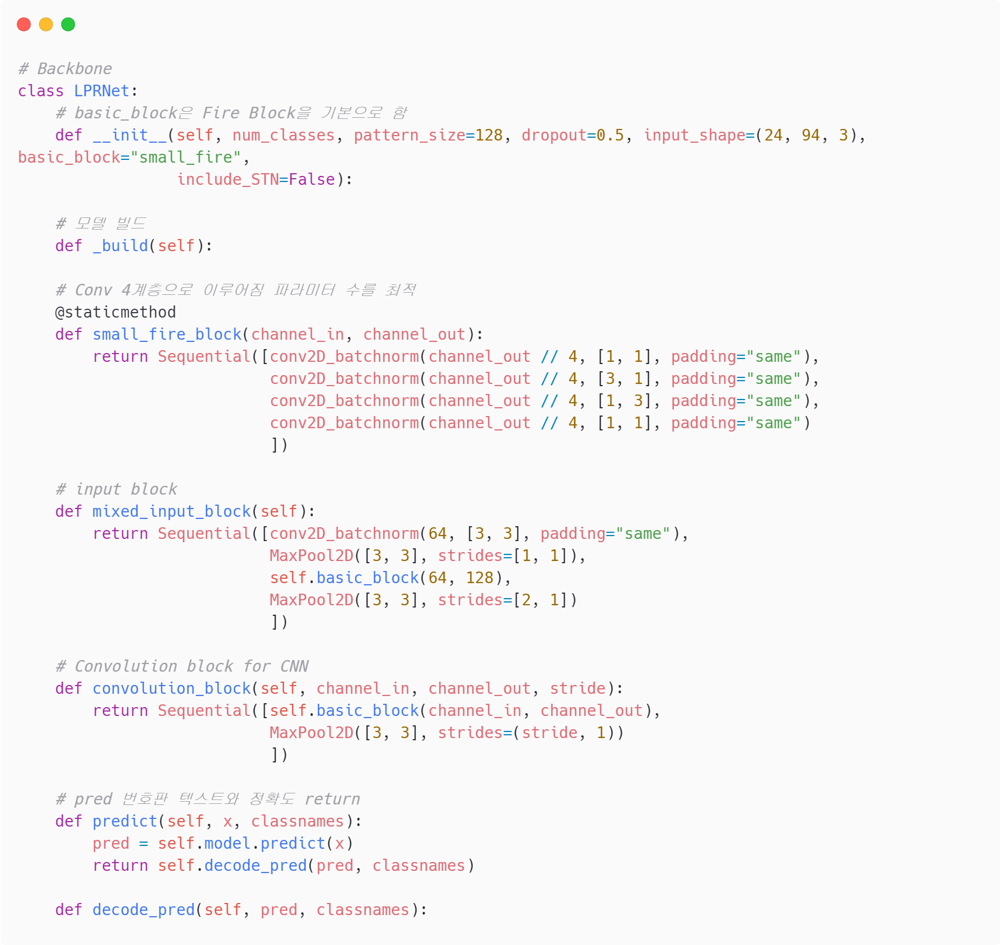 # Backbone
class LPRNet:
    # basic_block은 Fire Block을 기본으로 함
    def __init__(self, num_classes, pattern_size=128, dropout=0.5, input_shape=(24, 94, 3),
basic_block="small_fire",
                 include_STN=False):

    # 모델 빌드
    def _build(self):

    # Conv 4계층으로 이루어짐 파라미터 수를 최적
    @staticmethod
    def small_fire_block(channel_in, channel_out):
        return Sequential([conv2D_batchnorm(channel_out // 4, [1, 1], padding="same"),
                           conv2D_batchnorm(channel_out // 4, [3, 1], padding="same"),
                           conv2D_batchnorm(channel_out // 4, [1, 3], padding="same"),
                           conv2D_batchnorm(channel_out // 4, [1, 1], padding="same")
                           ])

    # input block
    def mixed_input_block(self):
        return Sequential([conv2D_batchnorm(64, [3, 3], padding="same"),
                           MaxPool2D([3, 3], strides=[1, 1]),
                           self.basic_block(64, 128),
                           MaxPool2D([3, 3], strides=[2, 1])
                           ])

    # Convolution block for CNN
    def convolution_block(self, channel_in, channel_out, stride):
        return Sequential([self.basic_block(channel_in, channel_out),
                           MaxPool2D([3, 3], strides=(stride, 1))
                           ])

    # pred 번호판 텍스트와 정확도 return
    def predict(self, x, classnames):
        pred = self.model.predict(x)
        return self.decode_pred(pred, classnames)

    def decode_pred(self, pred, classnames):